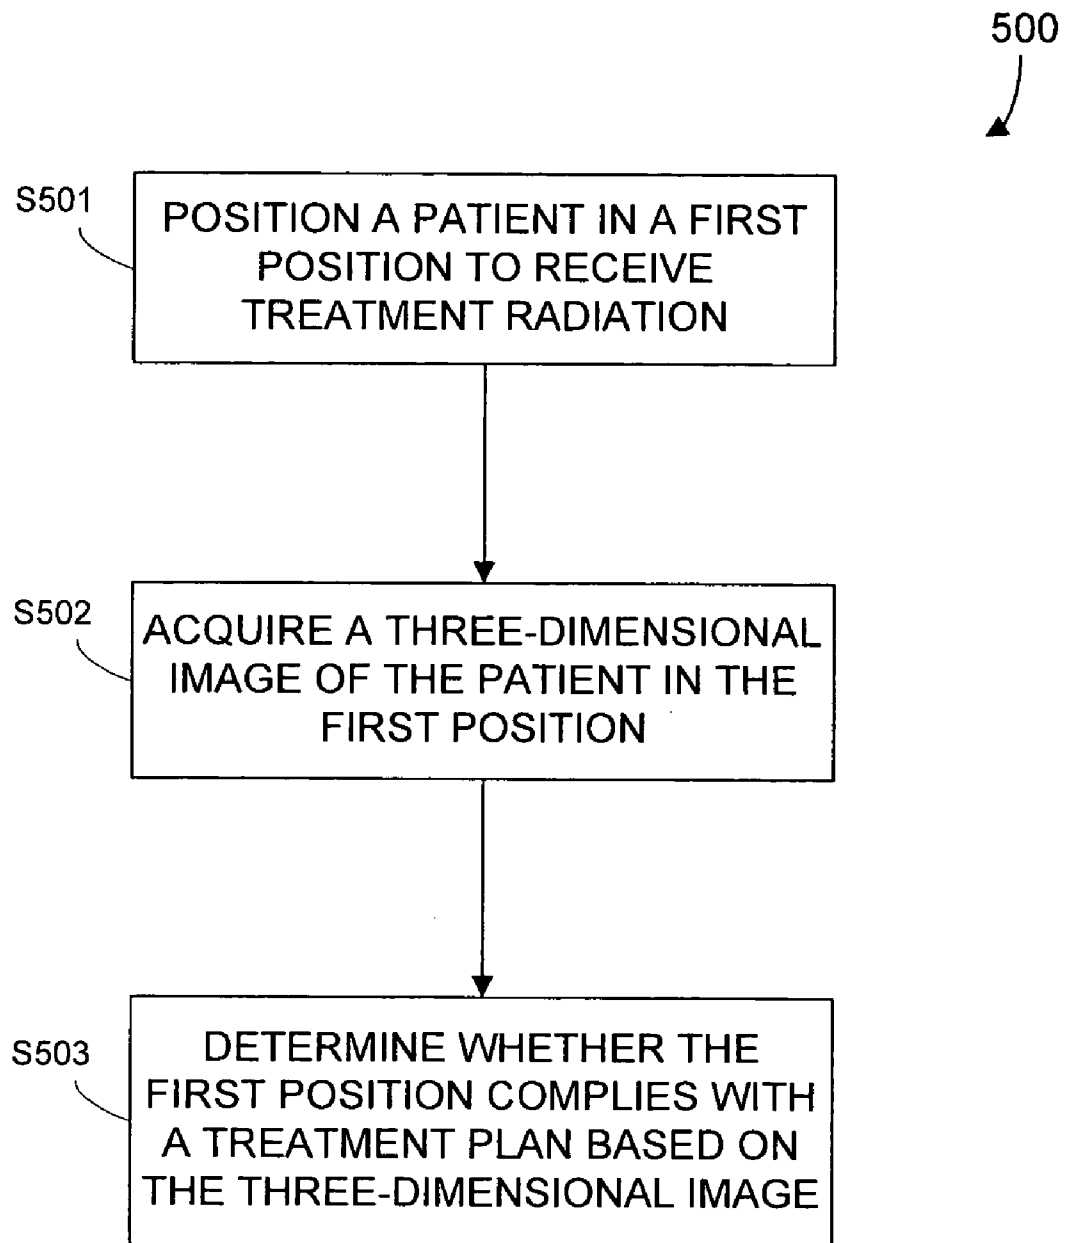 500
S501
POSITION A PATIENT IN A FIRST
POSITION TO RECEIVE
TREATMENT RADIATION
S502
ACQUIRE A THREE-DIMENSIONAL
IMAGE OF THE PATIENT IN THE
FIRST POSITION
S503
DETERMINE WHETHER THE
FIRST POSITION COMPLIES WITH
A TREATMENT PLAN BASED ON
THE THREE-DIMENSIONAL IMAGE